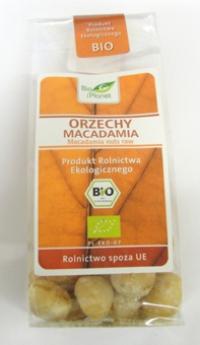 Produkt
Rolnictwa
Ekologicznego
BIO
Bio
Planet
ORZECHY
MACADAMIA
Macadamia nuts raw
Produkt Rolnictwa
Ekologicznego
BIO
PL-EKO-07
Rolnictwo spoza UE